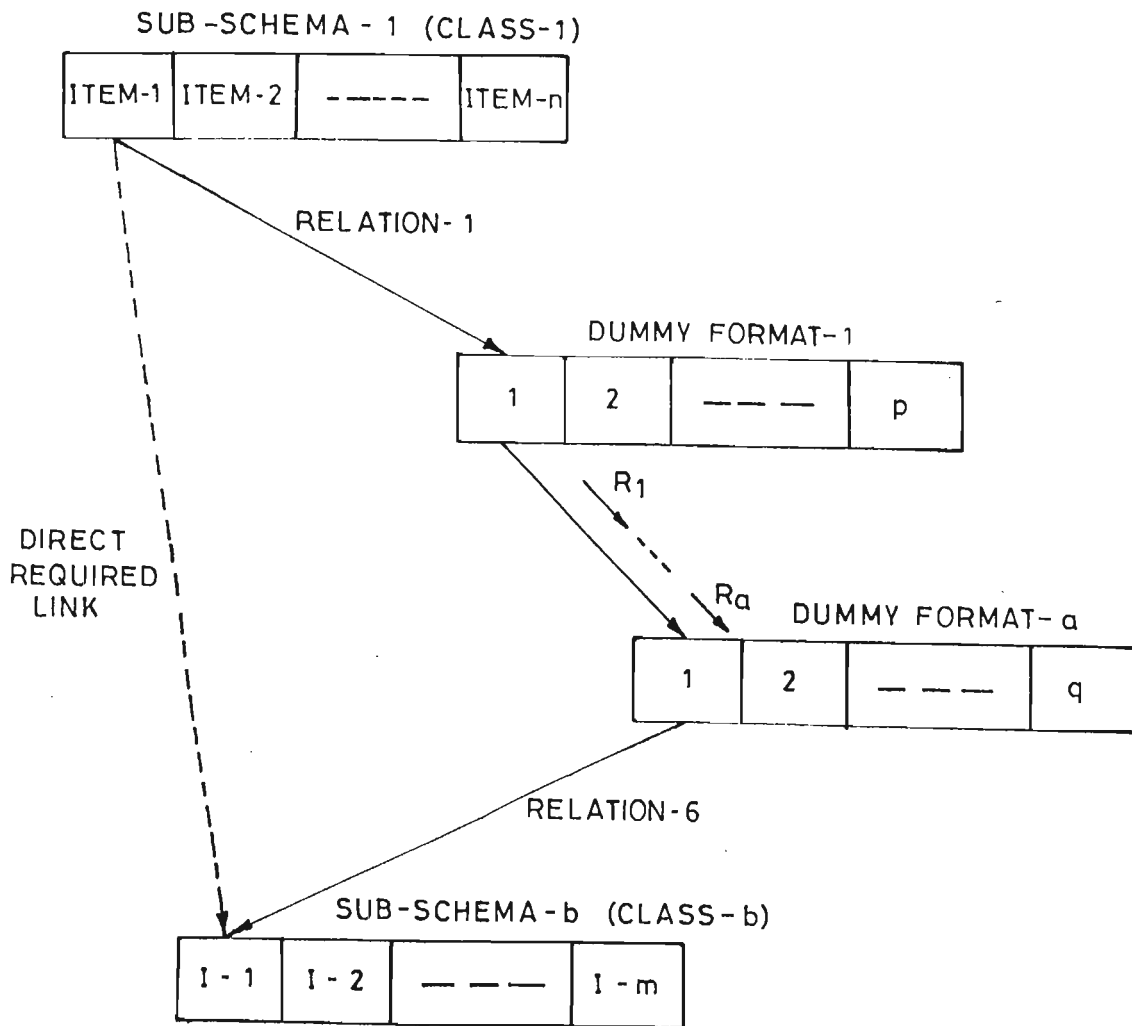 SUB-SCHEMA-1 (CLASS-1)
ITEM-1 ITEM-2 ----- ITEM-n
RELATION-1
DUMMY FORMAT-1
1 2 --- p
R1
DIRECT
REQUIRED
LINK
Ra
DUMMY FORMAT-a
1 2 --- q
RELATION-6
SUB-SCHEMA-b (CLASS-b)
I-1 I-2 --- I-m